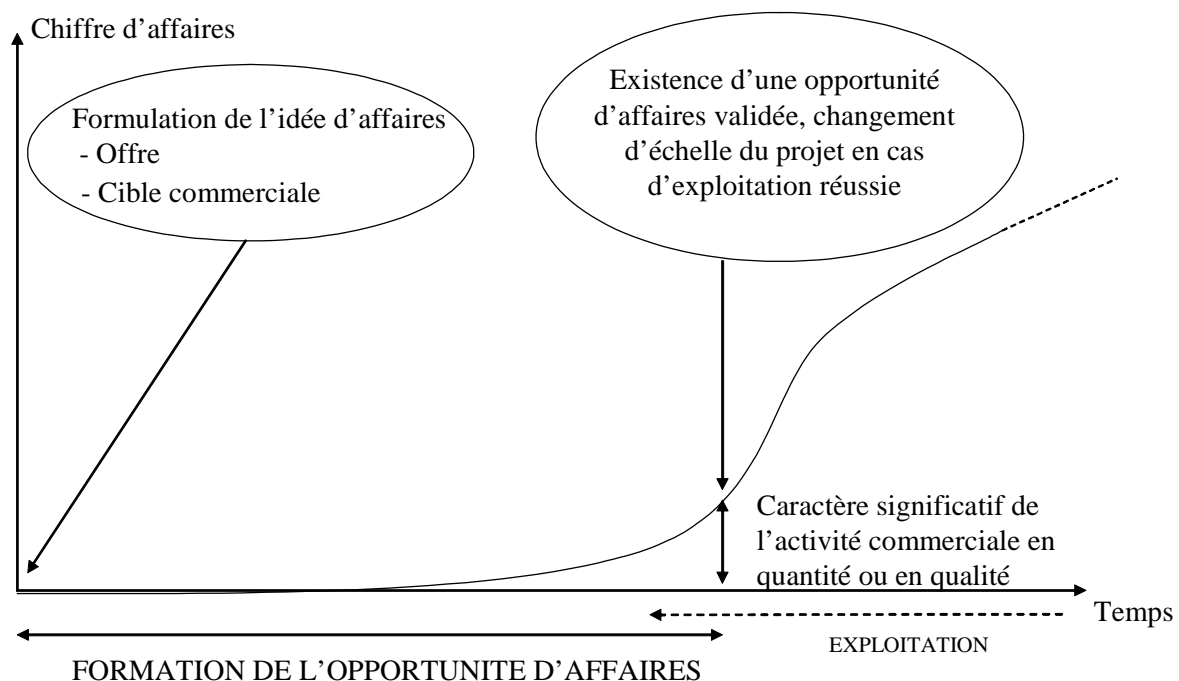 Chiffre d’affaires
Formulation de l’idée d’affaires
- Offre
- Cible commerciale
Existence d’une opportunité
d’affaires validée, changement
d’échelle du projet en cas
d’exploitation réussie
Caractère significatif de
l’activité commerciale en
quantité ou en qualité
Temps
EXPLOITATION
FORMATION DE L’OPPORTUNITE D’AFFAIRES